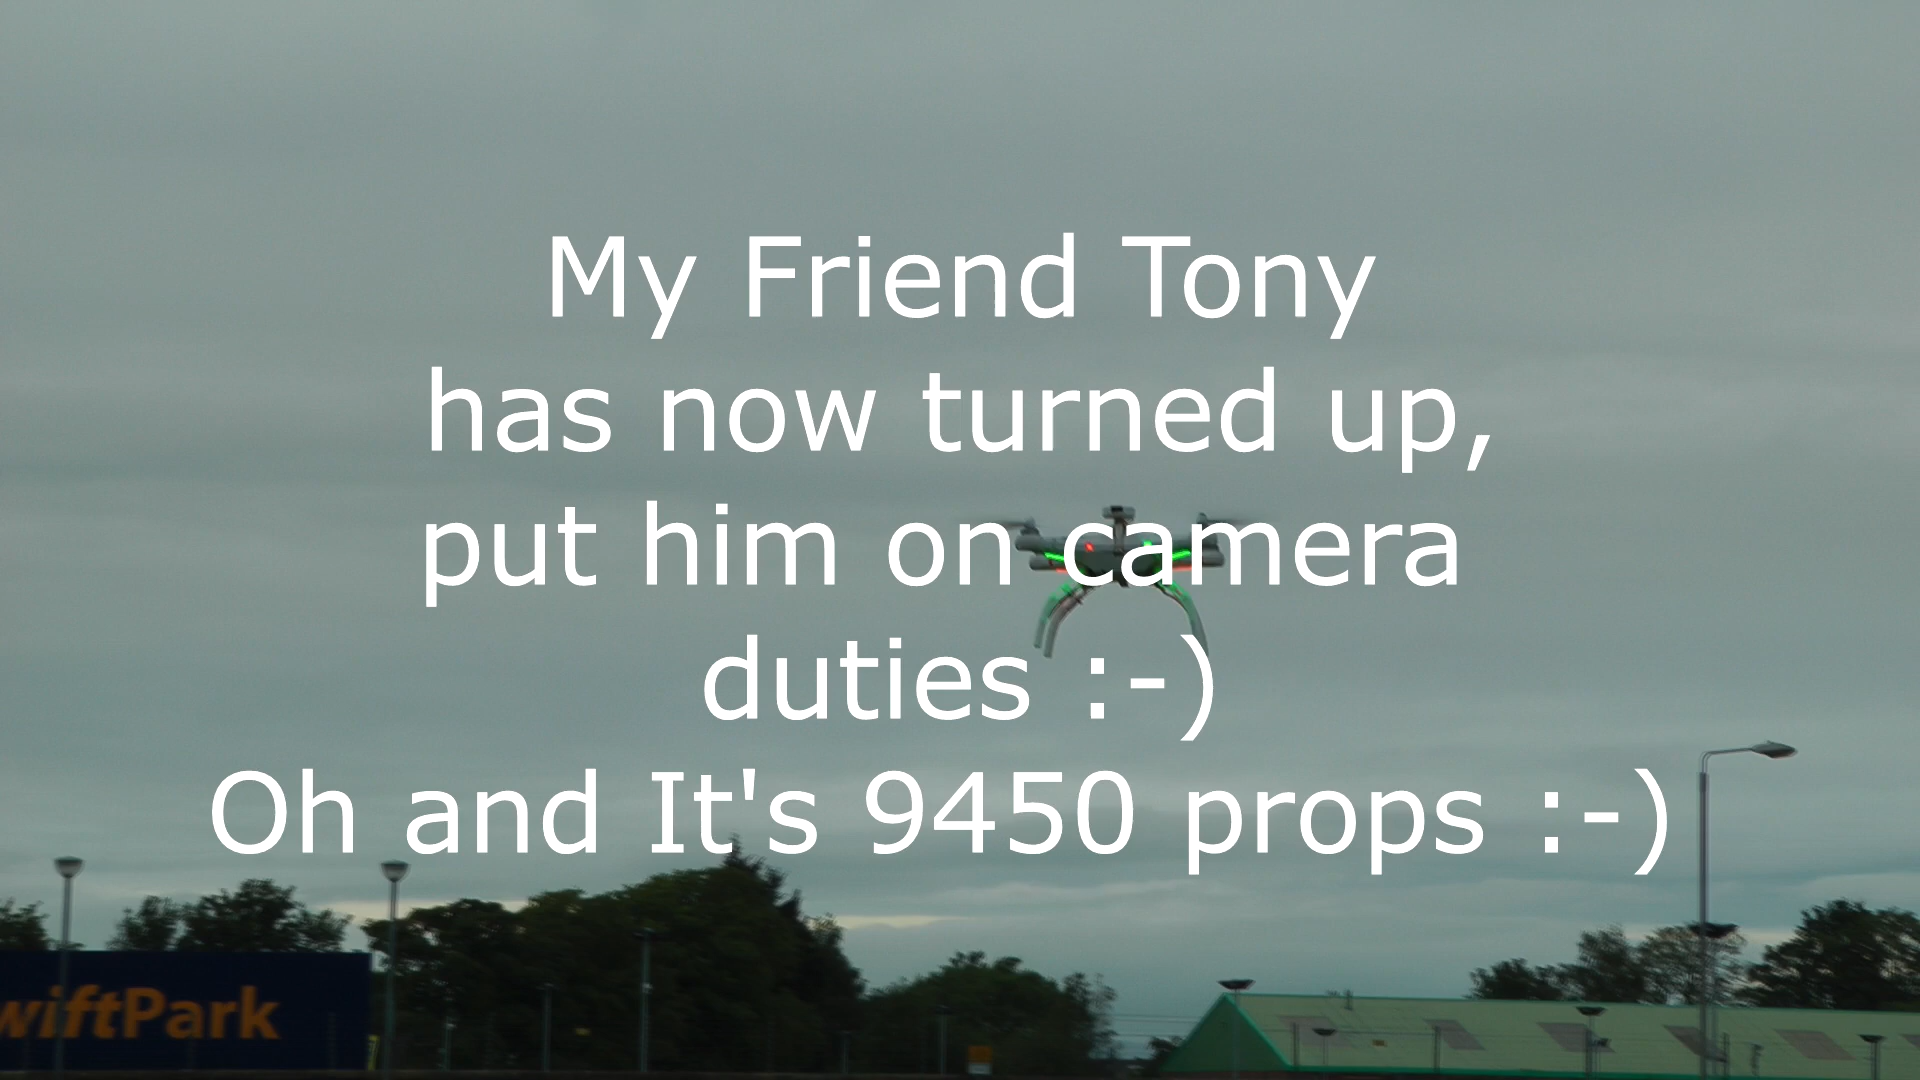 My Friend Tony
has now turned up,
put him on camera
duties :-)
Oh and It's 9450 props :-)
wiftPark